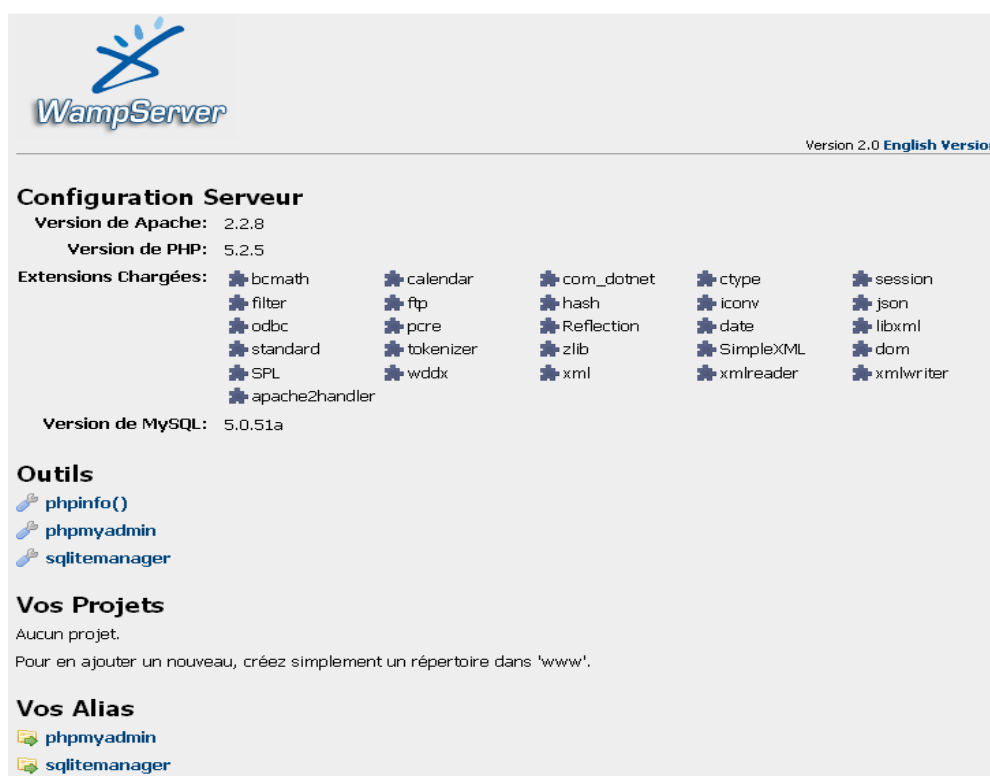 WampServer
Version 2.0 English Versio
Configuration Serveur
Version de Apache: 2.2.8
Version de PHP: 5.2.5
Extensions Chargées: bcmath calendar com_dotnet ctype session
filter ftp hash iconv json
odbc pcre Reflection date libxml
standard tokenizer zlib SimpleXML dom
SPL wddx xml xmlreader xmlwriter
apache2handler
Version de MySQL: 5.0.51a
Outils
phpinfo()
phpmyadmin
sqlitemanager
Vos Projets
Aucun projet.
Pour en ajouter un nouveau, créez simplement un répertoire dans 'www'.
Vos Alias
phpmyadmin
sqlitemanager